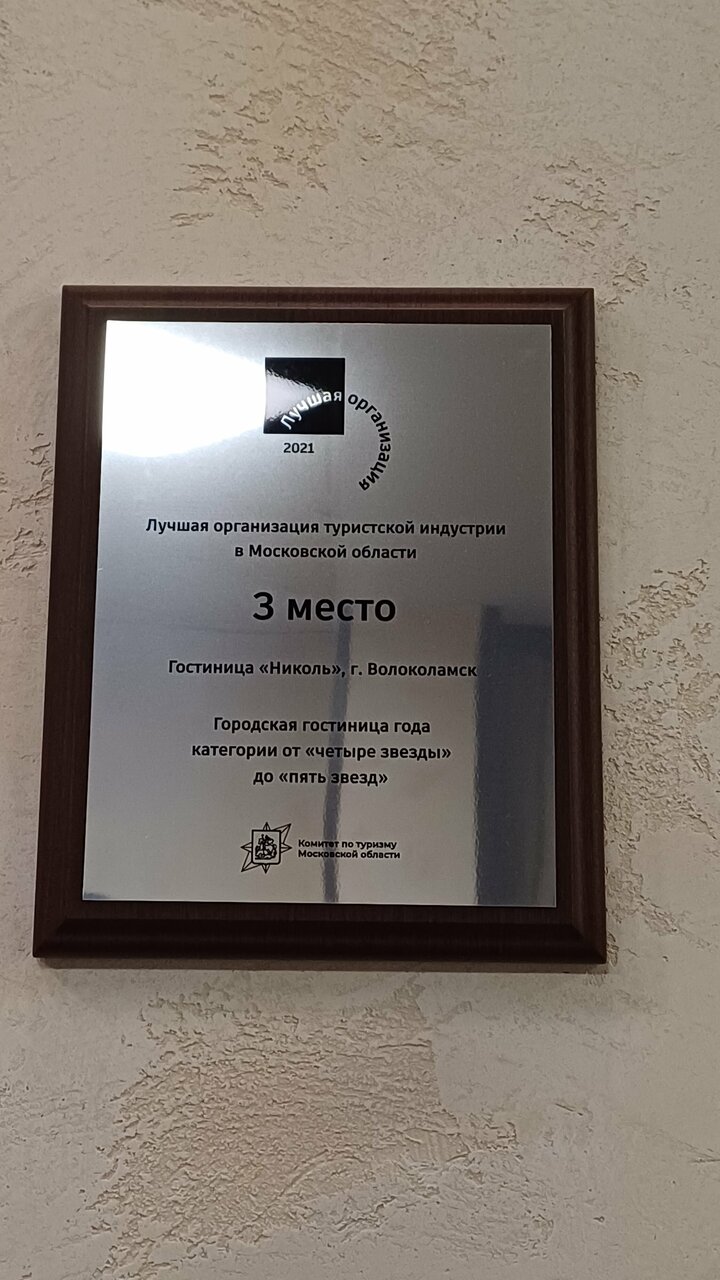 Лучшая организация
2021
Лучшая организация туристской индустрии
в Московской области
3 место
Гостиница «Николь», г. Волоколамск
Городская гостиница года
категории от «четыре звезды»
до «пять звезд»
Комитет по туризму
Московской области